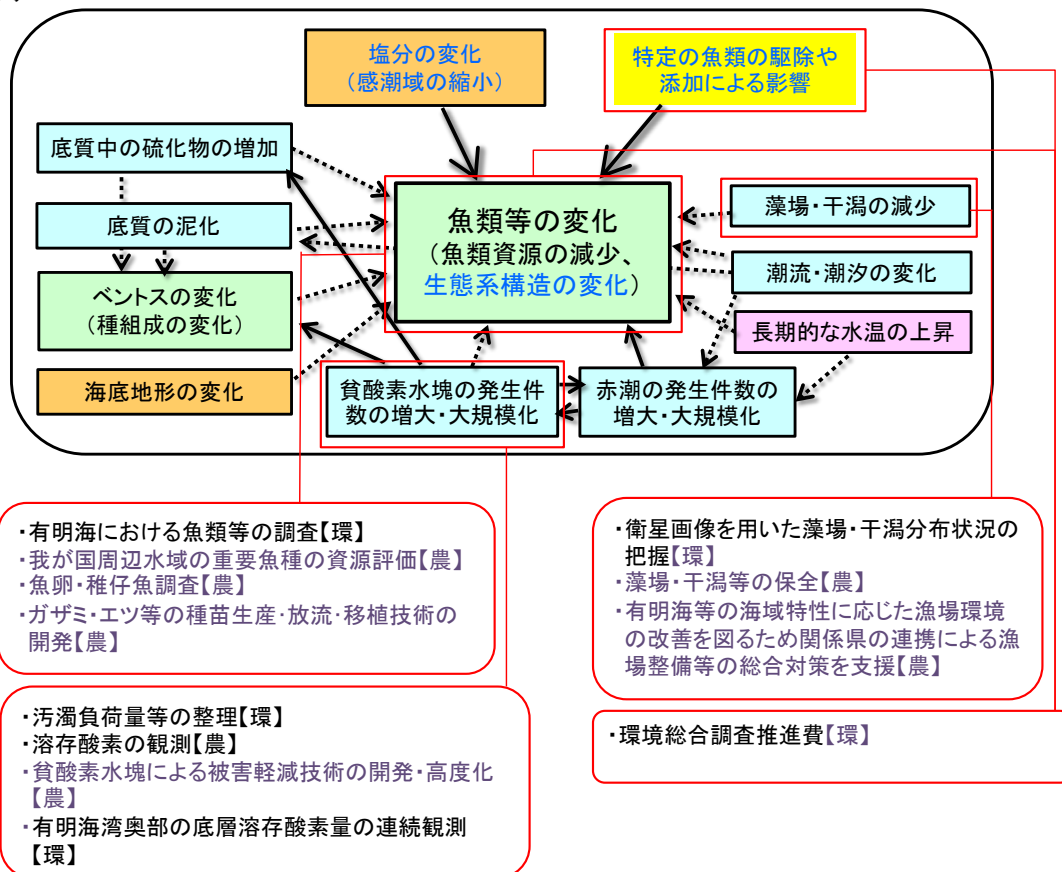 塩分の変化
（感潮域の縮小）
特定の魚類の駆除や
添加による影響
底質中の硫化物の増加
底質の泥化
ベントスの変化
（種組成の変化）
海底地形の変化
魚類等の変化
（魚類資源の減少、
生態系構造の変化）
藻場・干潟の減少
潮流・潮汐の変化
長期的な水温の上昇
貧酸素水塊の発生件
数の増大・大規模化
赤潮の発生件数の
増大・大規模化
・有明海における魚類等の調査【環】
・我が国周辺水域の重要魚種の資源評価【農】
・魚卵・稚仔魚調査【農】
・ガザミ・エツ等の種苗生産・放流・移植技術の
開発【農】
・汚濁負荷量等の整理【環】
・溶存酸素の観測【農】
・貧酸素水塊による被害軽減技術の開発・高度化
【農】
・有明海湾奥部の底層溶存酸素量の連続観測
【環】
・衛星画像を用いた藻場・干潟分布状況の
把握【環】
・藻場・干潟等の保全【農】
・有明海等の海域特性に応じた漁場環境
の改善を図るため関係県の連携による漁
場整備等の総合対策を支援【農】
・環境総合調査推進費【環】